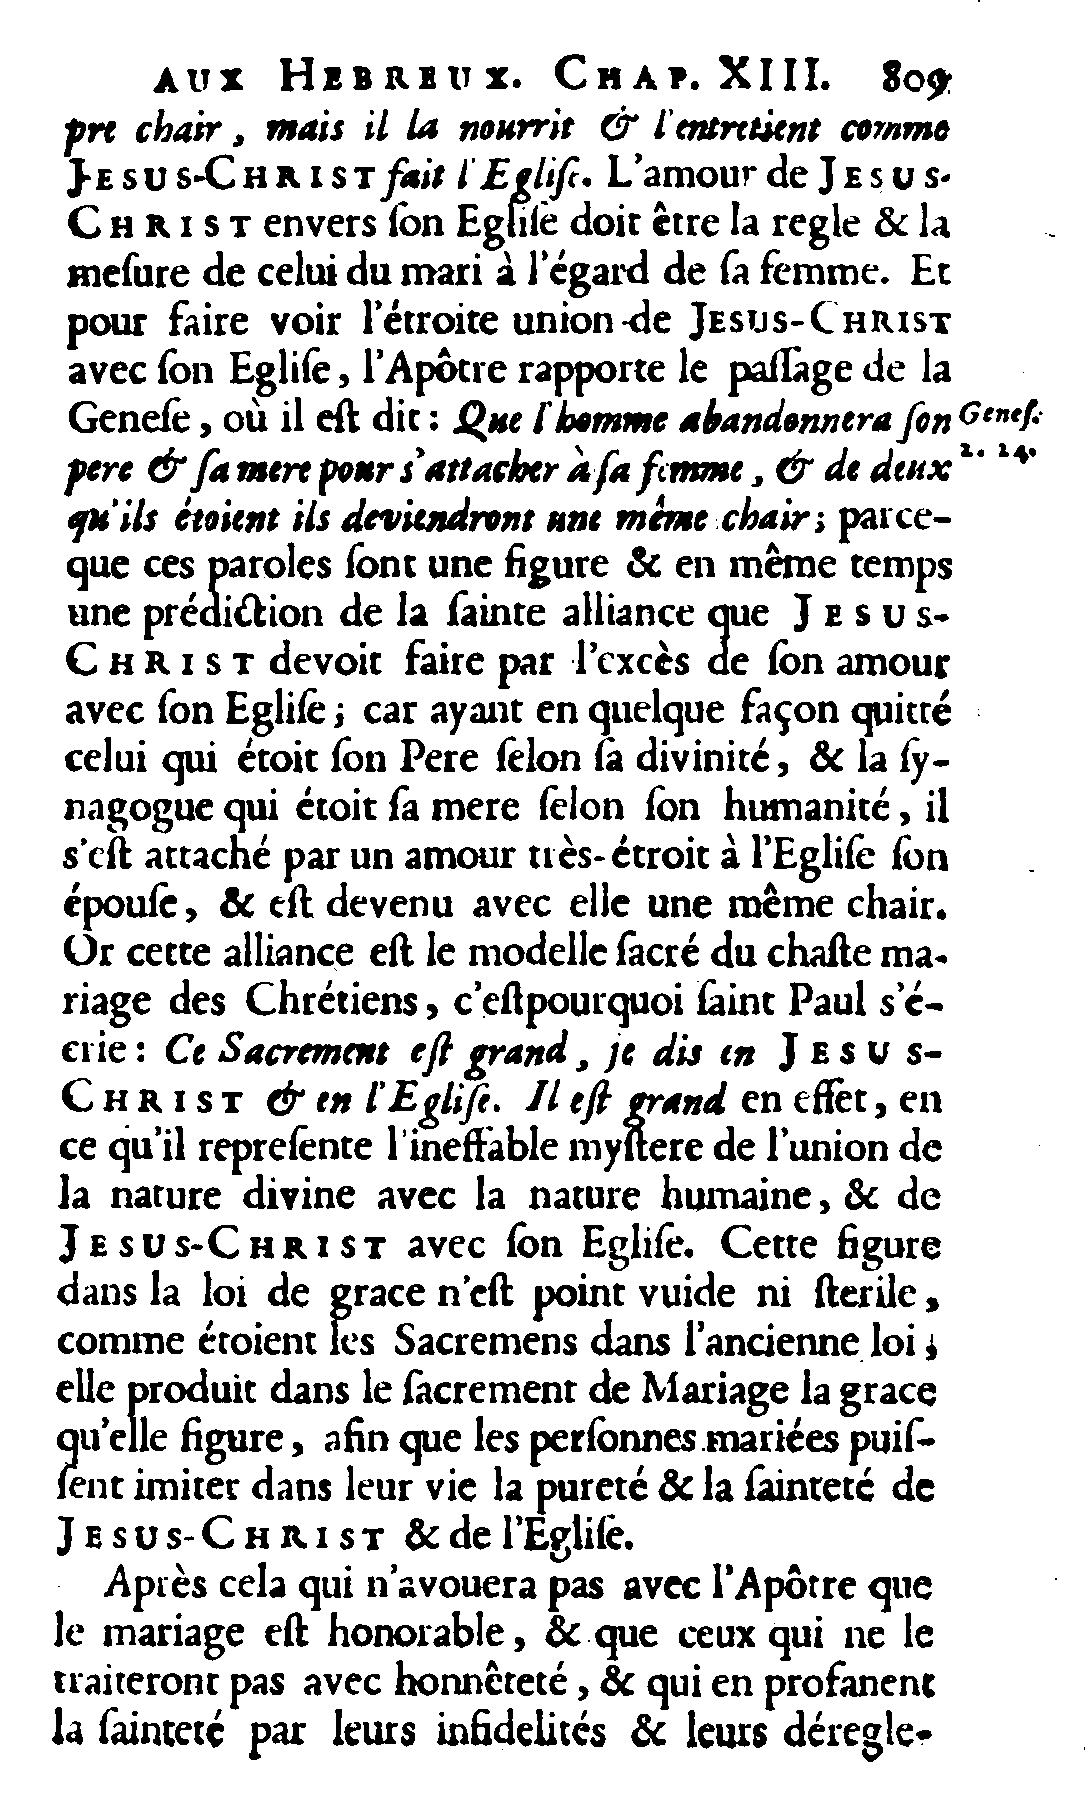 AUX HEBREUX. CHAP. XIII. 809
pre chair, mais il la nourrit & l'entretient comme
JESUS-CHRIST fait l'Egliſe. L'amour de JESUS-
CHRIST envers ſon Egliſe doit être la regle & la
meſure de celui du mari à l'égard de ſa femme. Et
pour faire voir l'étroite union de JESUS-CHRIST
avec ſon Egliſe, l'Apôtre rapporte le paſſage de la
Geneſe, où il eſt dit: Que l'homme abandonnera ſon
Geneſ.
pere & ſa mere pour s'attacher à ſa femme, & de deux
2. 24.
qu'ils étoient ils deviendront une même chair; parce-
que ces paroles ſont une figure & en même temps
une prédiction de la ſainte alliance que JESUS-
CHRIST devoit faire par l'excès de ſon amour
avec ſon Egliſe; car ayant en quelque façon quitté
celui qui étoit ſon Pere ſelon ſa divinité, & la ſy-
nagogue qui étoit ſa mere ſelon ſon humanité, il
s'eſt attaché par un amour très-étroit à l'Egliſe ſon
épouſe, & eſt devenu avec elle une même chair.
Or cette alliance eſt le modelle ſacré du chaſte ma-
riage des Chrétiens, c'eſtpourquoi ſaint Paul s'é-
crie: Ce Sacrement eſt grand, je dis en JESUS-
CHRIST & en l'Egliſe. Il eſt grand en effet, en
ce qu'il repreſente l'ineffable myſtere de l'union de
la nature divine avec la nature humaine, & de
JESUS-CHRIST avec ſon Egliſe. Cette figure
dans la loi de grace n'eſt point vuide ni ſterile,
comme étoient les Sacremens dans l'ancienne loi;
elle produit dans le ſacrement de Mariage la grace
qu'elle figure, afin que les perſonnes mariées puiſ-
ſent imiter dans leur vie la pureté & la ſainteté de
JESUS-CHRIST & de l'Egliſe.
Après cela qui n'avouera pas avec l'Apôtre que
le mariage eſt honorable, & que ceux qui ne le
traiteront pas avec honnêteté, & qui en profanent
la ſainteté par leurs infidelités & leurs déregle-